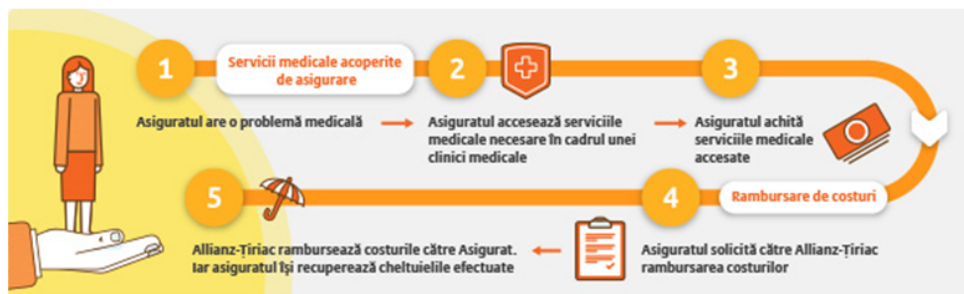 1
Servicii medicale acoperite
de asigurare
2
3
Asiguratul are o problemă medicală
Asiguratul accesează serviciile
medicale necesare în cadrul unei
clinici medicale
Asiguratul achită
serviciile medicale
accesate
5
4
Rambursare de costuri
Allianz-Țiriac rambursează costurile către Asigurat.
Iar asiguratul își recuperează cheltuielile efectuate
Asiguratul solicită către Allianz-Țiriac
rambursarea costurilor